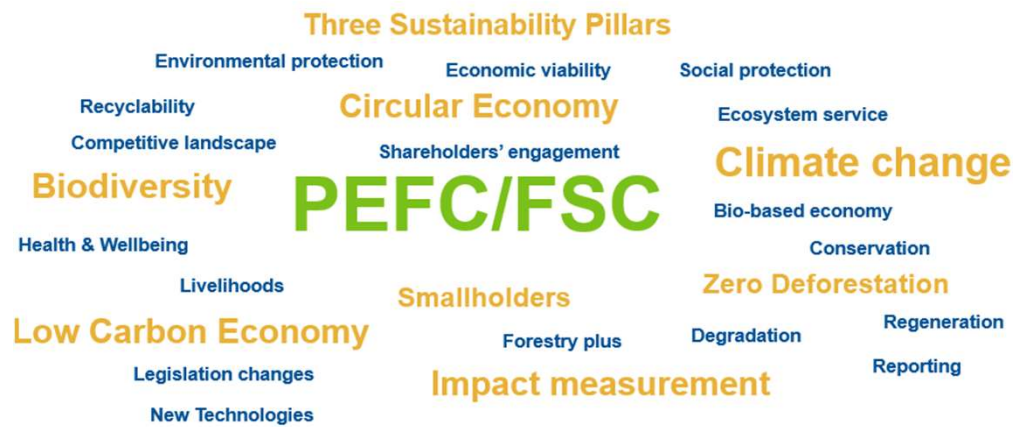 Three Sustainability Pillars
Environmental protection
Economic viability
Social protection
Recyclability
Circular Economy
Ecosystem service
Competitive landscape
Shareholders’ engagement
Climate change
Biodiversity
PEFC/FSC
Bio-based economy
Health & Wellbeing
Conservation
Livelihoods
Smallholders
Zero Deforestation
Low Carbon Economy
Forestry plus
Degradation
Regeneration
Legislation changes
Impact measurement
Reporting
New Technologies